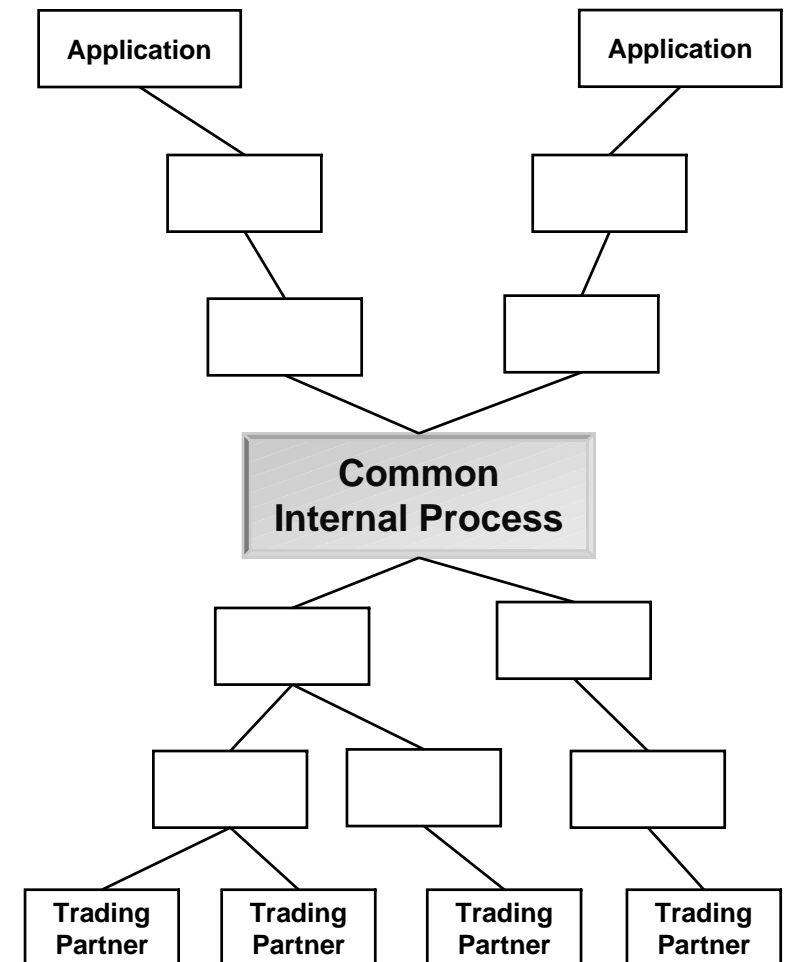 Application
Application
Common
Internal Process
Trading
Partner
Trading
Partner
Trading
Partner
Trading
Partner